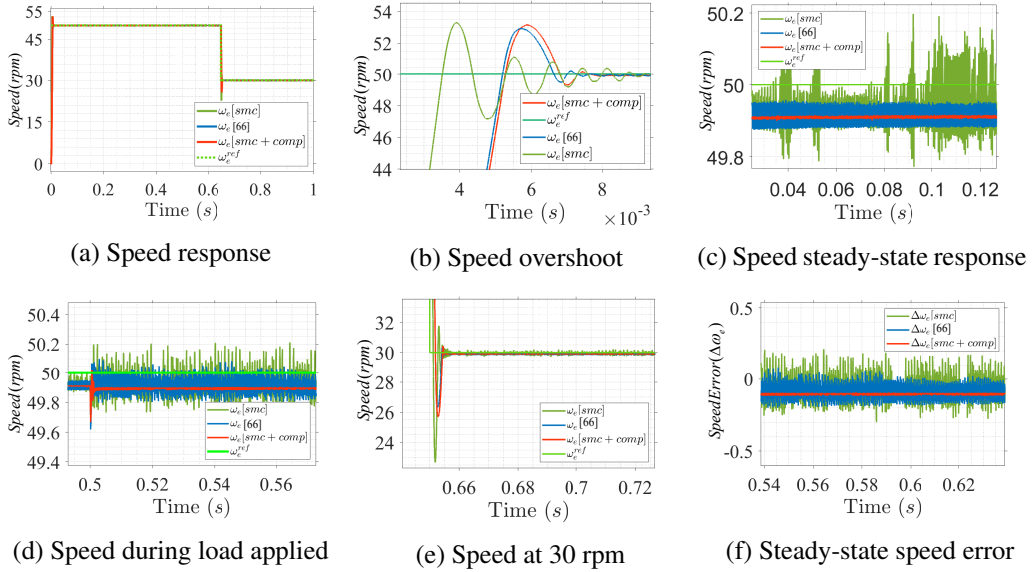 Speed(rpm)
55
45
30
15
0
0
0.2
0.4
0.6
0.8
1
Time (s)
ωe[smc]
ωe [66]
ωe[smc + comp]
ωe^ref
(a) Speed response
Speed(rpm)
54
52
50
48
46
44
4
6
8
Time (s)
×10^-3
ωe[smc + comp]
ωe^ref
ωe [66]
ωe[smc]
(b) Speed overshoot
Speed(rpm)
50.2
50
49.8
0.04
0.06
0.08
0.1
0.12
Time (s)
ωe[smc]
ωe [66]
ωe[smc + comp]
ωe^ref
(c) Speed steady-state response
Speed(rpm)
50.4
50.2
50
49.8
49.6
49.4
0.5
0.52
0.54
0.56
Time (s)
ωe[smc]
ωe [66]
ωe[smc + comp]
ωe^ref
(d) Speed during load applied
Speed(rpm)
32
30
28
26
24
22
0.66
0.68
0.7
0.72
Time (s)
ωe[smc]
ωe [66]
ωe[smc + comp]
ωe^ref
(e) Speed at 30 rpm
SpeedError(Δωe)
0.5
0
-0.5
0.54
0.56
0.58
0.6
0.62
Time (s)
Δωe[smc]
Δωe [66]
Δωe[smc + comp]
(f) Steady-state speed error